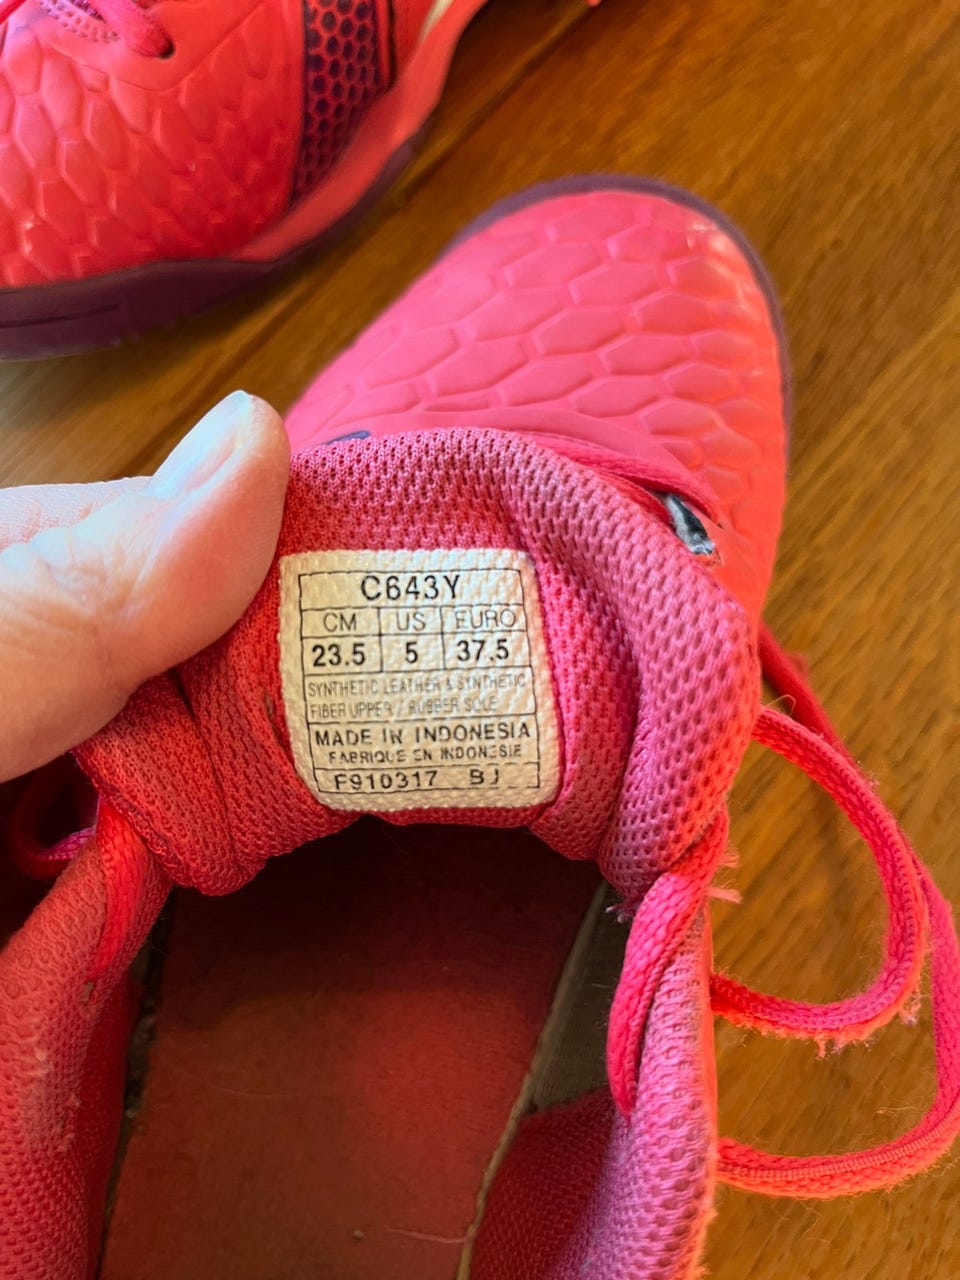 C643Y
CM US EURO
23.5 5 37.5
SYNTHETIC LEATHER & SYNTHETIC
FIBER UPPER / RUBBER SOLE
MADE IN INDONESIA
FABRIQUE EN INDONESIE
F910317 BJ